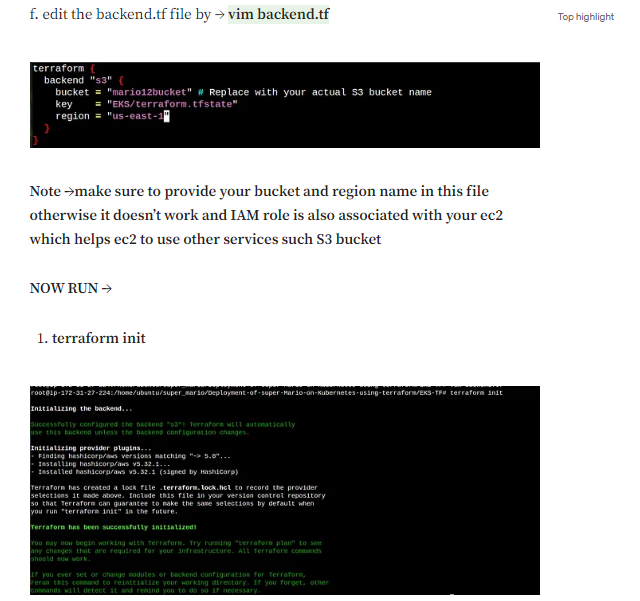 f. edit the backend.tf file by → vim backend.tf
Top highlight
terraform {
  backend "s3" {
    bucket = "mario12bucket" # Replace with your actual S3 bucket name
    key    = "EKS/terraform.tfstate"
    region = "us-east-1"
  }
}
Note →make sure to provide your bucket and region name in this file
otherwise it doesn't work and IAM role is also associated with your ec2
which helps ec2 to use other services such S3 bucket
NOW RUN →
1. terraform init
root@ip-172-31-27-224:/home/ubuntu/super_mario/Deployment-of-super-Mario-on-Kubernetes-using-terraform/EKS-TF# terraform init
Initializing the backend...
Successfully configured the backend "s3"! Terraform will automatically
use this backend unless the backend configuration changes.
Initializing provider plugins...
- Finding hashicorp/aws versions matching "~> 5.0"...
- Installing hashicorp/aws v5.32.1...
- Installed hashicorp/aws v5.32.1 (signed by HashiCorp)
Terraform has created a lock file .terraform.lock.hcl to record the provider
selections it made above. Include this file in your version control repository
so that Terraform can guarantee to make the same selections by default when
you run "terraform init" in the future.
Terraform has been successfully initialized!
You may now begin working with Terraform. Try running "terraform plan" to see
any changes that are required for your infrastructure. All Terraform commands
should now work.
If you ever set or change modules or backend configuration for Terraform,
rerun this command to reinitialize your working directory. If you forget, other
commands will detect it and remind you to do so if necessary.